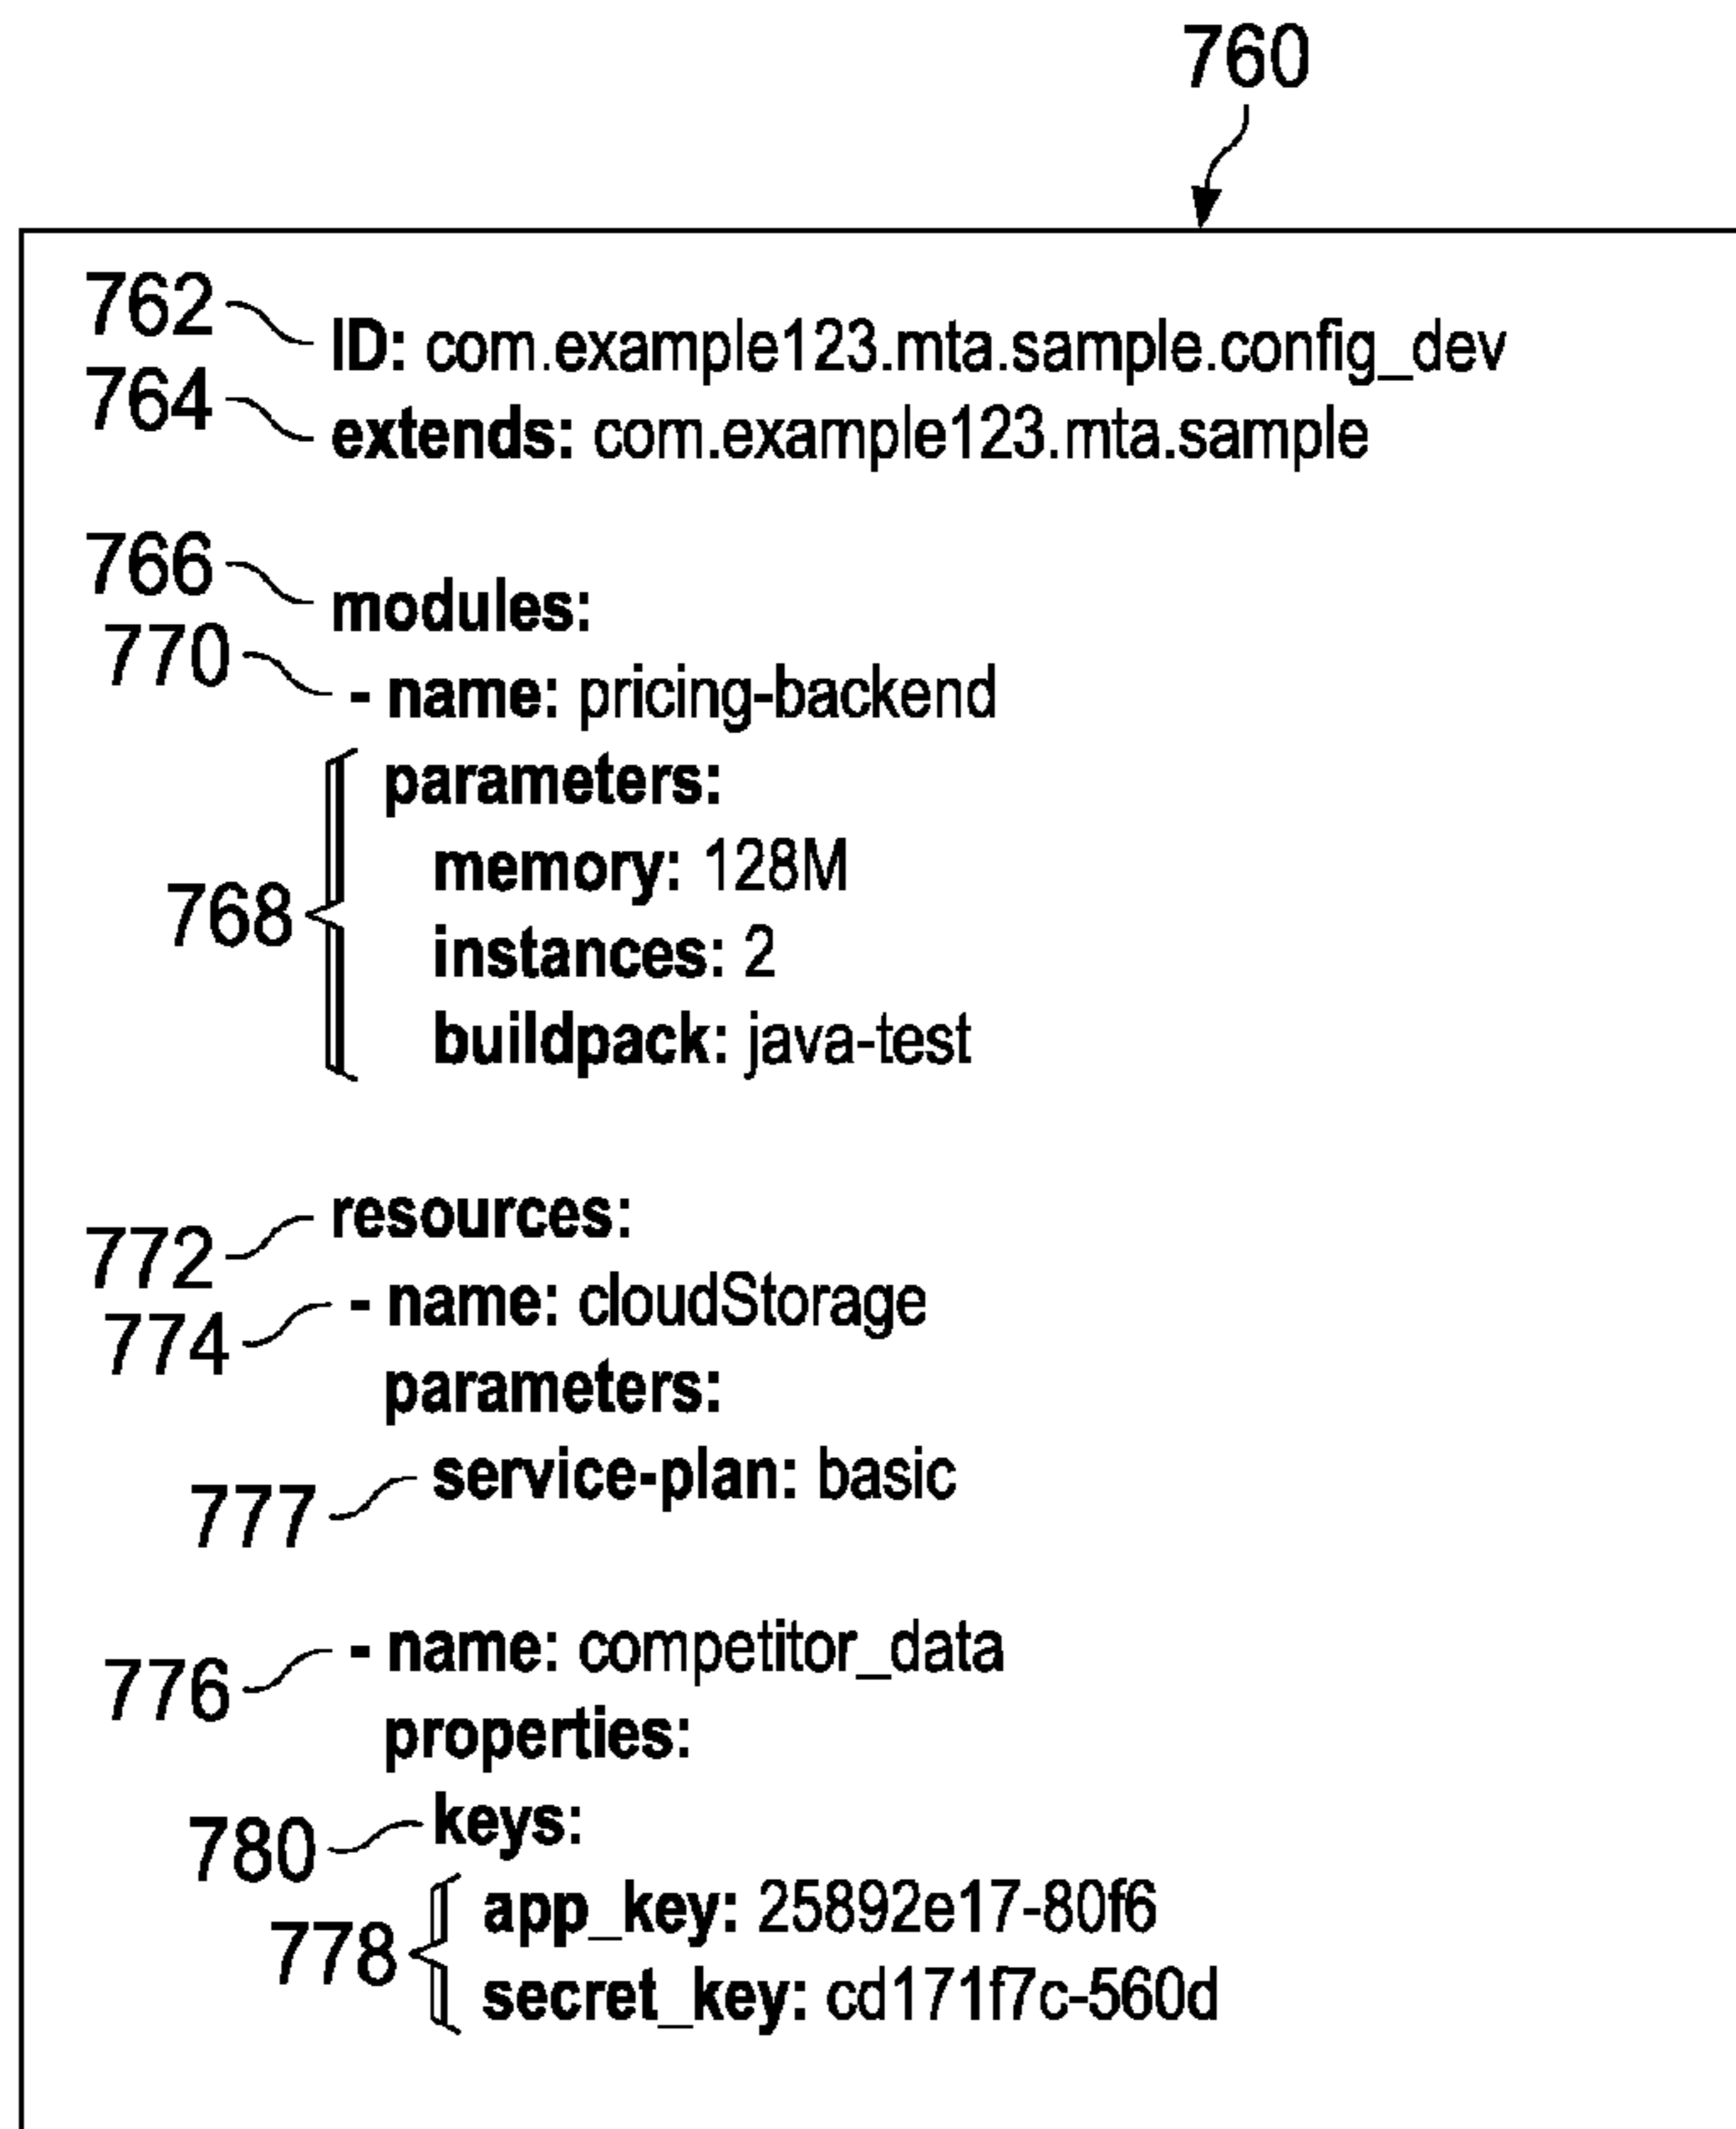 760
762 ID: com.example123.mta.sample.config_dev
764 extends: com.example123.mta.sample
766 modules:
770 - name: pricing-backend
parameters:
memory: 128M
768 instances: 2
buildpack: java-test
772 resources:
774 - name: cloudStorage
parameters:
777 service-plan: basic
776 - name: competitor_data
properties:
780 keys:
778 app_key: 25892e17-80f6
secret_key: cd171f7c-560d